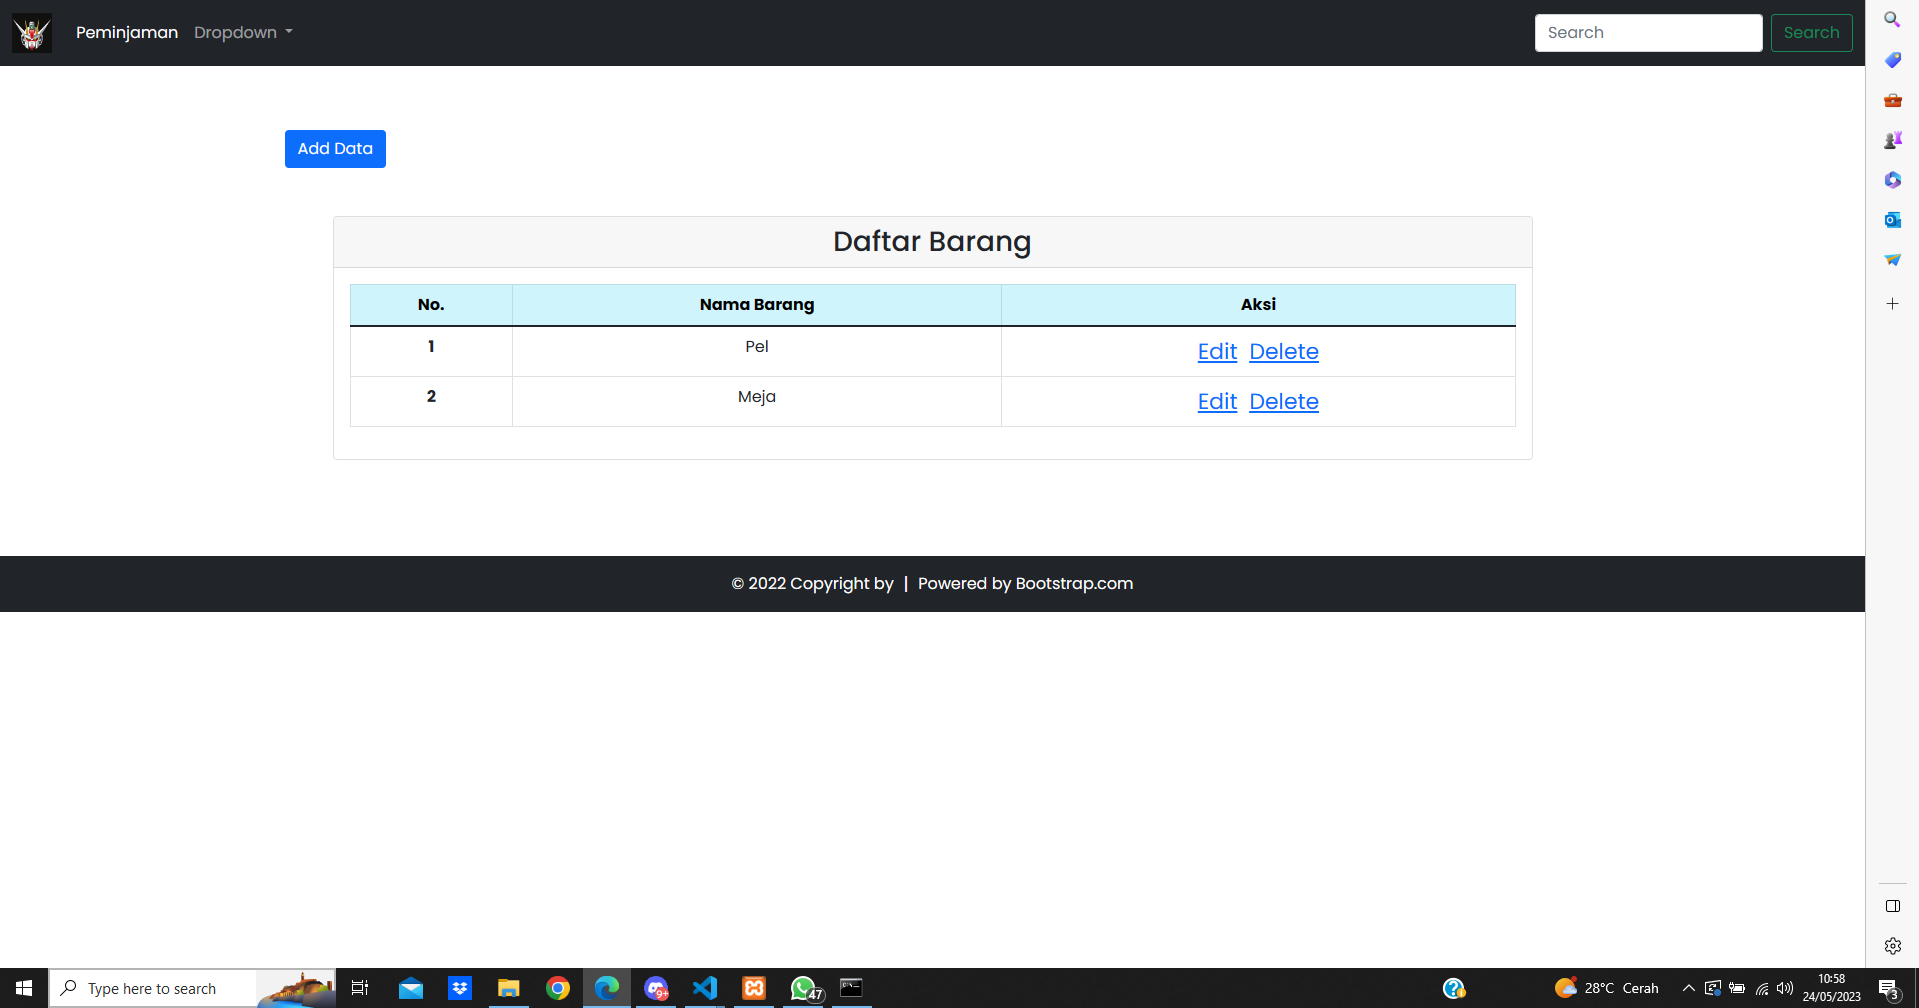 Peminjaman Dropdown Search Search
Add Data
Daftar Barang
No. Nama Barang Aksi
1 Pel Edit Delete
2 Meja Edit Delete
© 2022 Copyright by | Powered by Bootstrap.com
Type here to search 9+ 47 28°C Cerah 10:58 3
24/05/2023